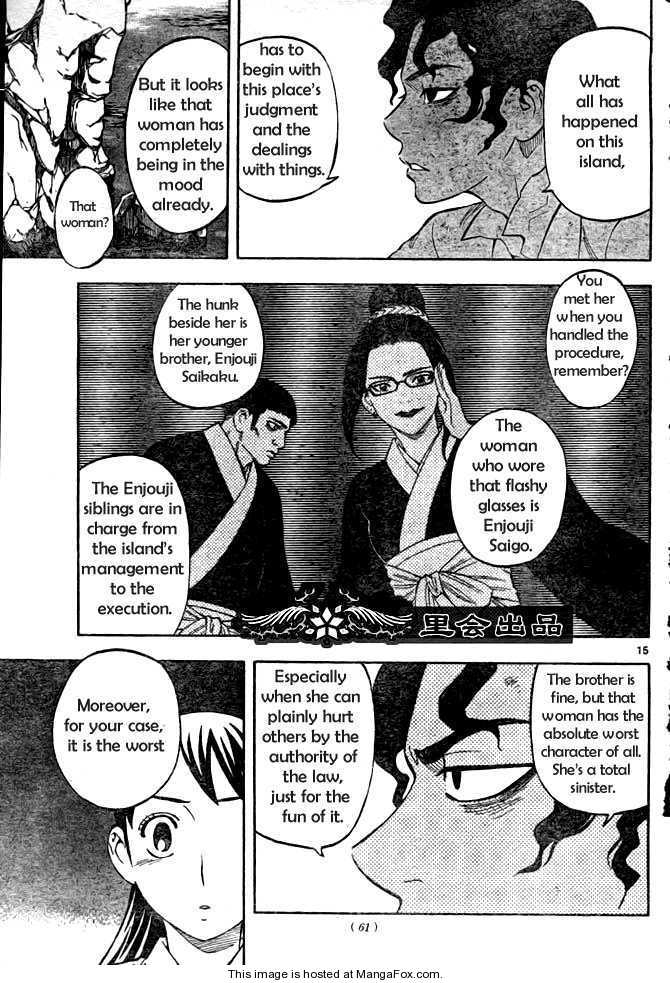 What
all has
happened
on this
island,
has to
begin with
this place's
judgment
and the
dealings
with things.
But it looks
like that
woman has
completely
being in the
mood
already.
That
woman?
You
met her
when you
handled the
procedure,
remember?
The
woman
who wore
that flashy
glasses is
Enjouji
Saigo.
The hunk
beside her is
her younger
brother, Enjouji
Saikaku.
The Enjouji
siblings are in
charge from
the island's
management
to the
execution.
里会出品
15
The brother is
fine, but that
woman has the
absolute worst
character of all.
She's a total
sinister.
Especially
when she can
plainly hurt
others by the
authority of
the law,
just for the
fun of it.
Moreover,
for your case,
it is the worst
(61)
This image is hosted at MangaFox.com.